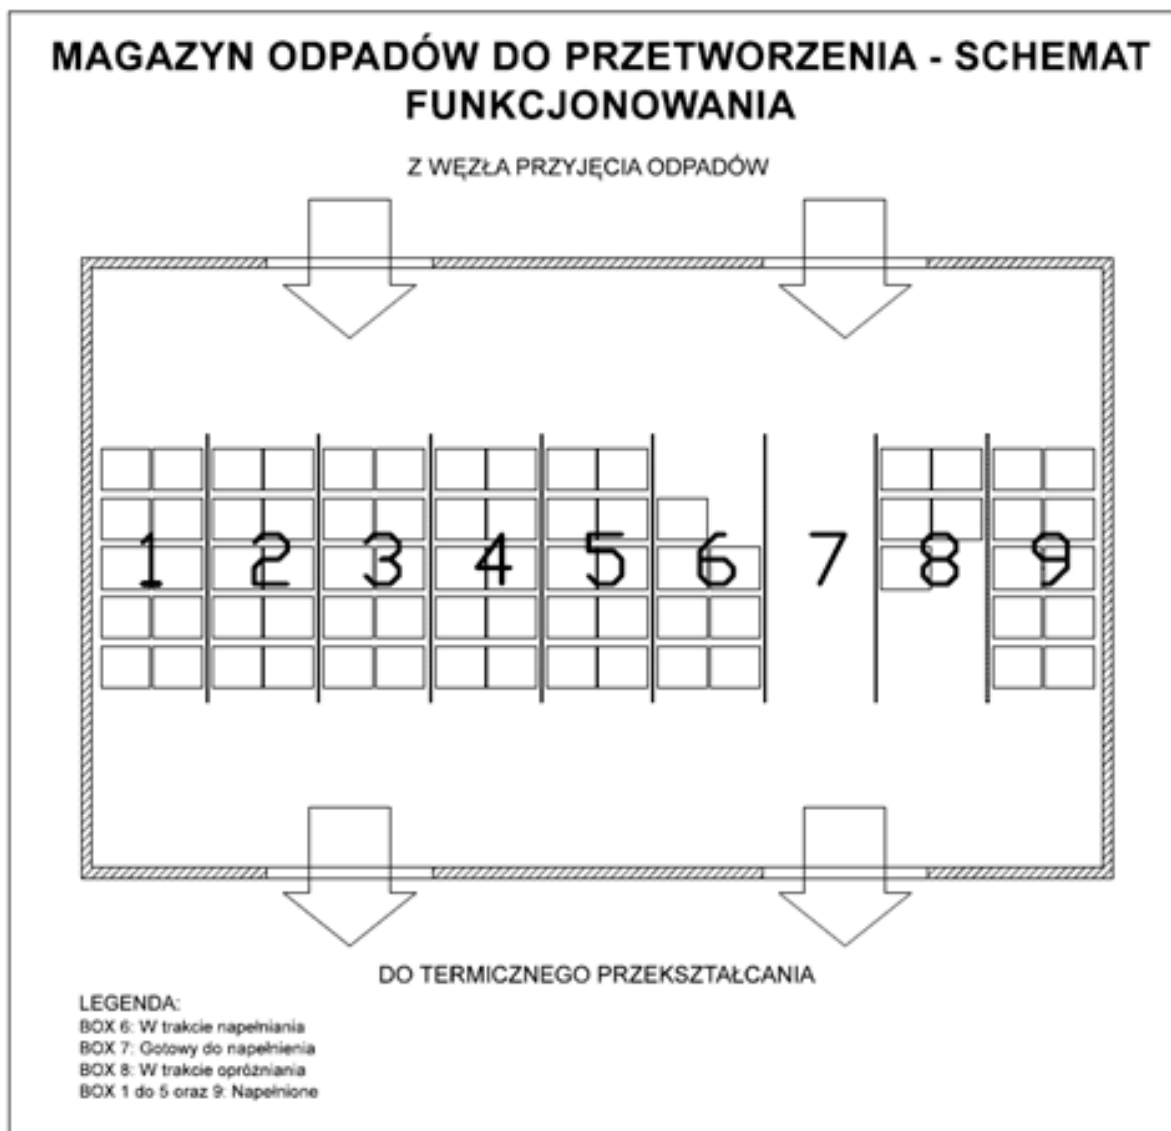 MAGAZYN ODPADÓW DO PRZETWORZENIA - SCHEMAT
FUNKCJONOWANIA
Z WĘZŁA PRZYJĘCIA ODPADÓW
1 2 3 4 5 6 7 8 9
DO TERMICZNEGO PRZEKSZTAŁCANIA
LEGENDA:
BOX 6: W trakcie napełniania
BOX 7: Gotowy do napełnienia
BOX 8: W trakcie opróżniania
BOX 1 do 5 oraz 9: Napełnione